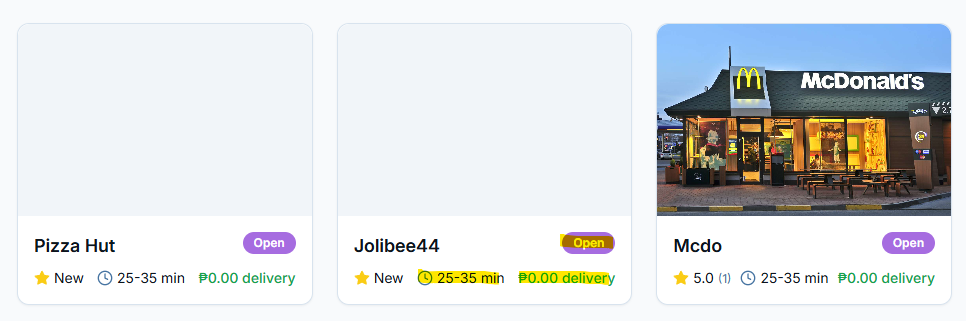 McDonald's
Pizza Hut
Open
New
25-35 min
₱0.00 delivery
Jolibee44
Open
New
25-35 min
₱0.00 delivery
Mcdo
Open
5.0 (1)
25-35 min
₱0.00 delivery